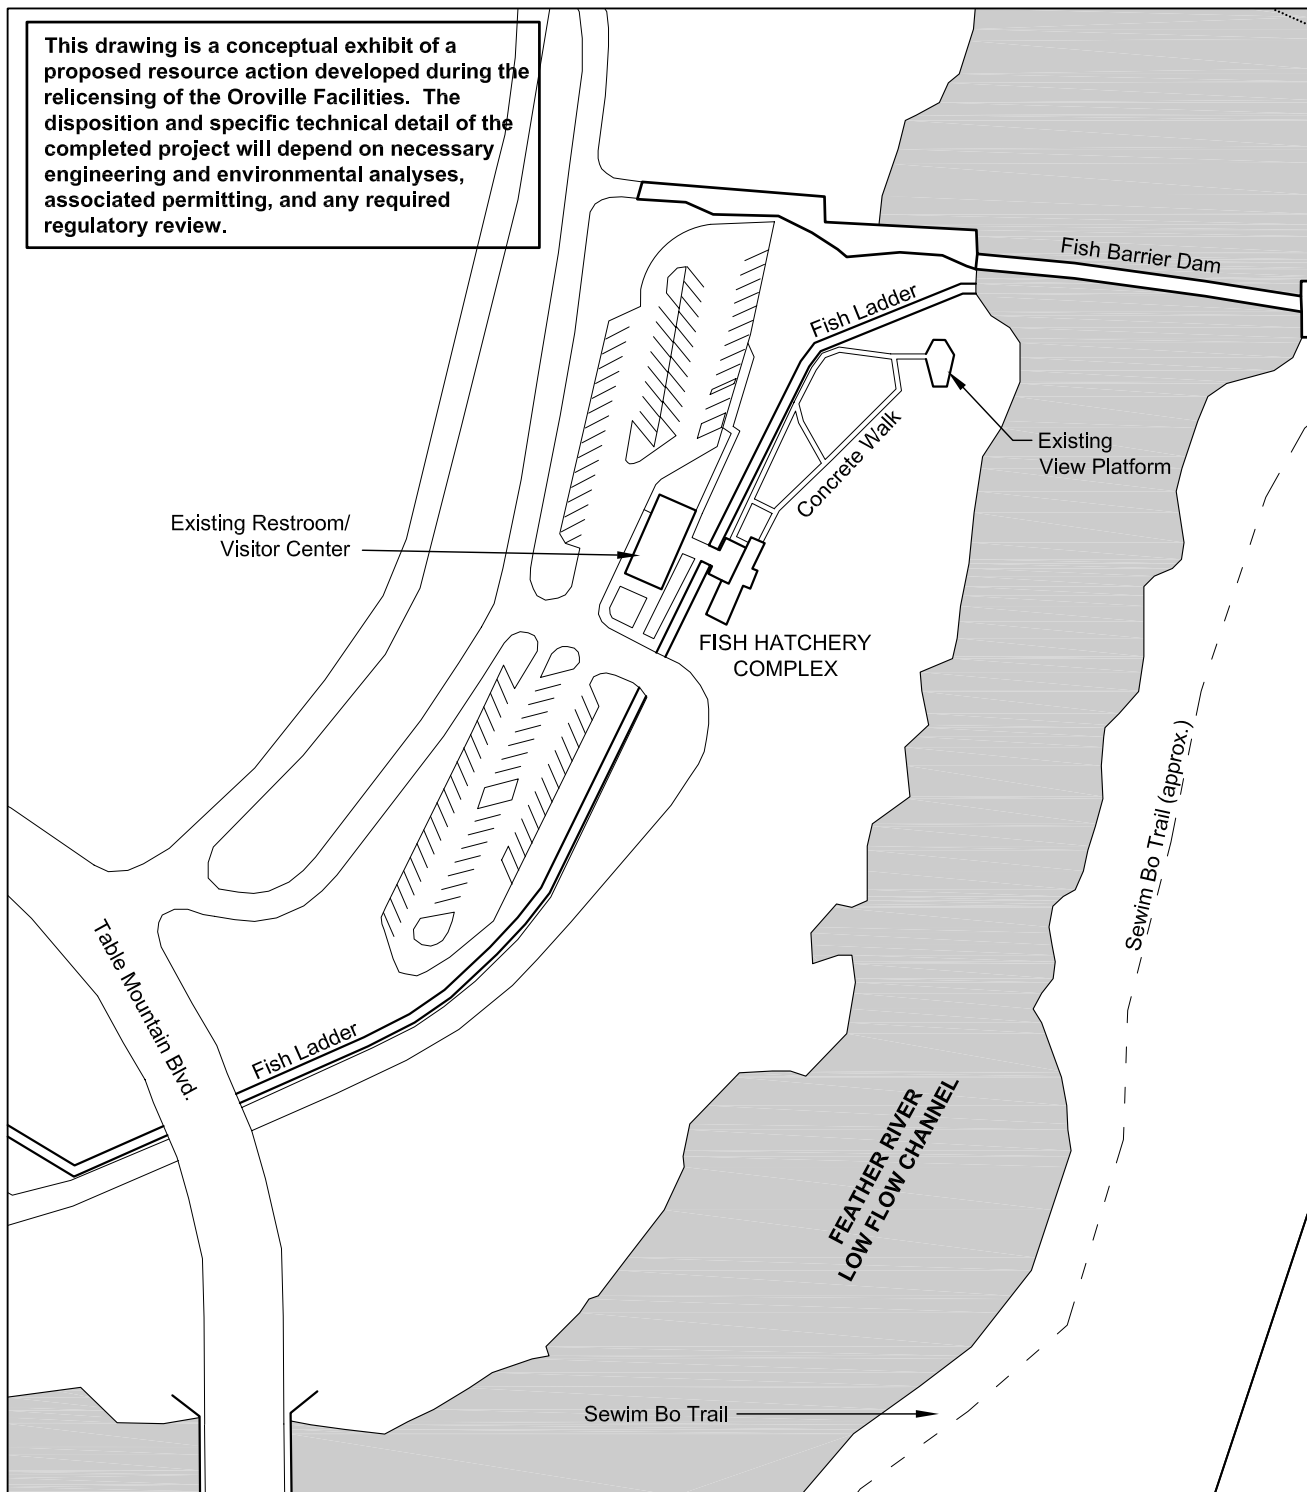 This drawing is a conceptual exhibit of a
proposed resource action developed during the
relicensing of the Oroville Facilities.  The
disposition and specific technical detail of the
completed project will depend on necessary
engineering and environmental analyses,
associated permitting, and any required
regulatory review.
Fish Barrier Dam
Fish Ladder
Existing
View Platform
Concrete Walk
Existing Restroom/
Visitor Center
FISH HATCHERY
COMPLEX
Sewim Bo Trail (approx.)
Table Mountain Blvd.
Fish Ladder
FEATHER RIVER
LOW FLOW CHANNEL
Sewim Bo Trail